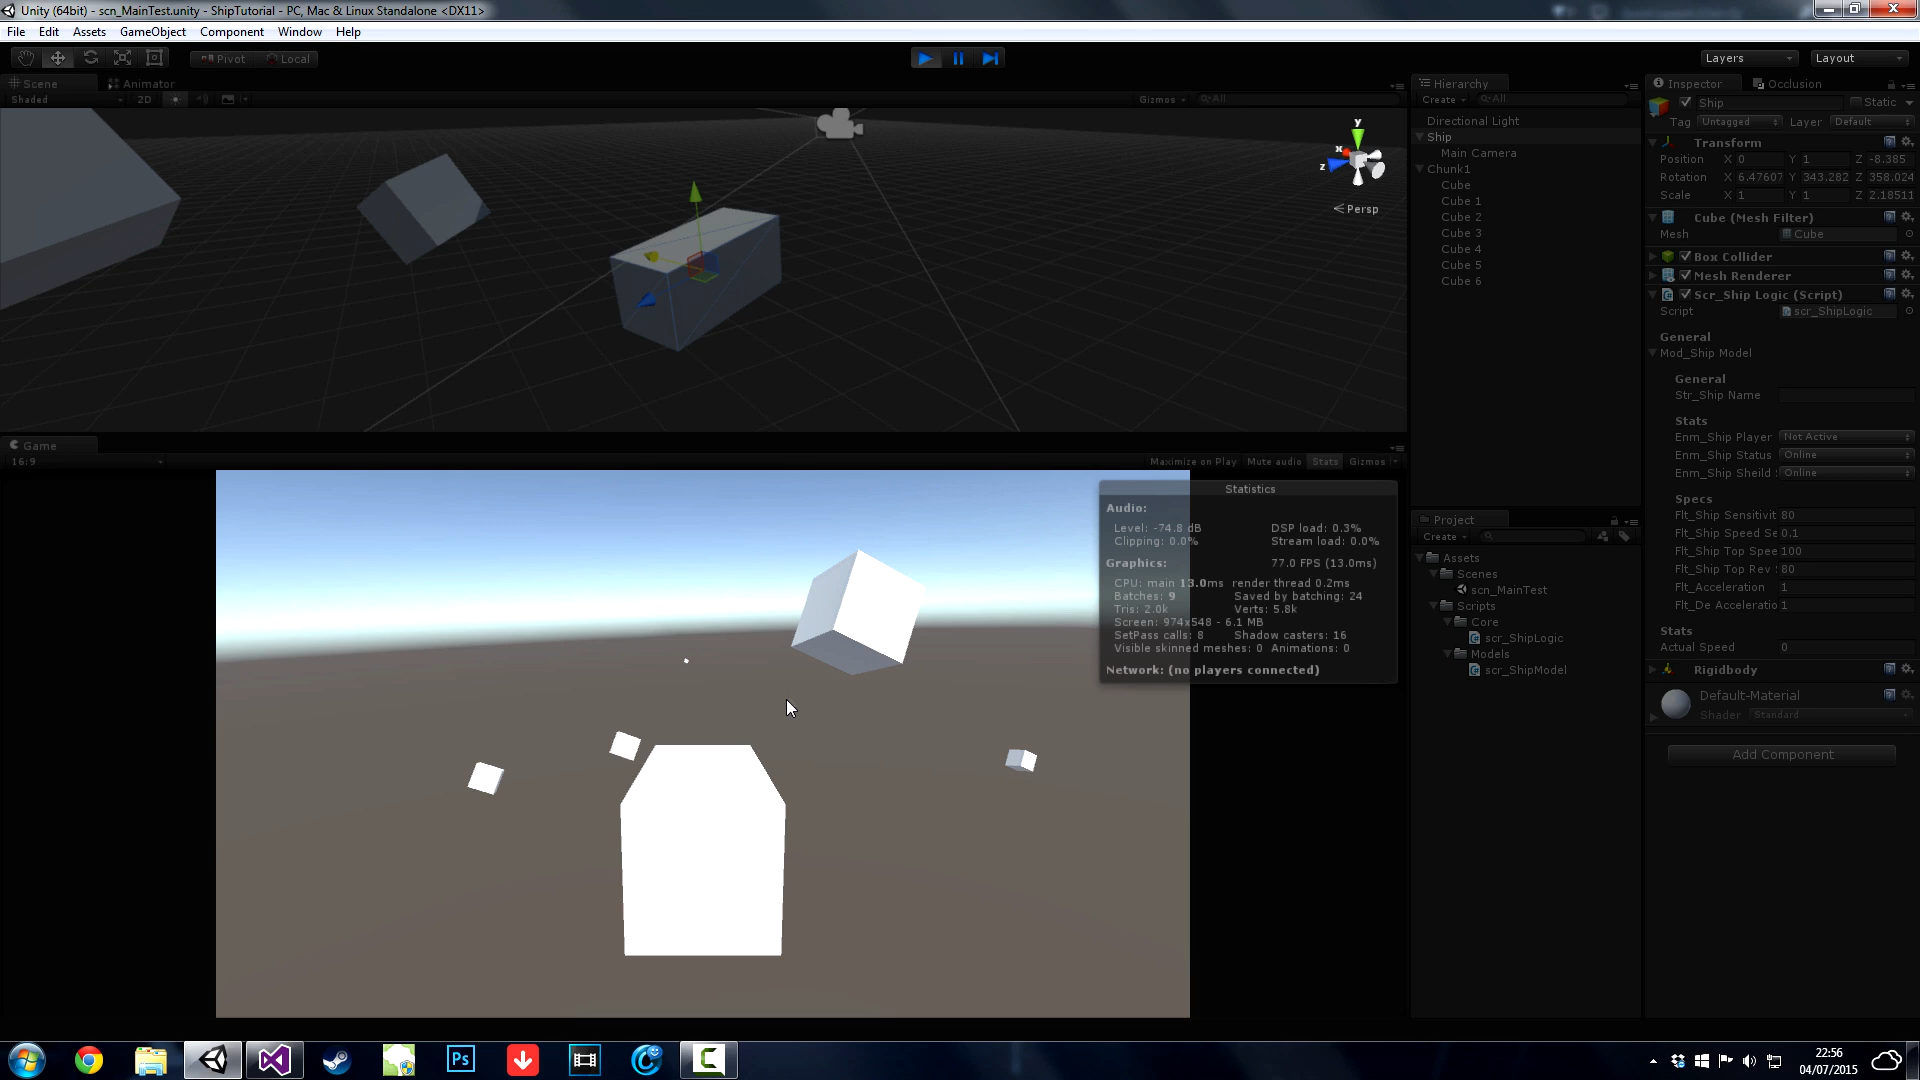 Unity (64bit) - scn_MainTest.unity - ShipTutorial - PC, Mac & Linux Standalone <DX11>
File Edit Assets GameObject Component Window Help
Pivot Local
Layers Layout
Scene Animator
Shaded 2D Gizmos All
y
x
z
Persp
Game
16:9 Maximize on Play Mute audio Stats Gizmos
Statistics
Audio:
Level: -74.8 dB DSP load: 0.3%
Clipping: 0.0% Stream load: 0.0%
Graphics: 77.0 FPS (13.0ms)
CPU: main 13.0ms render thread 0.2ms
Batches: 9 Saved by batching: 24
Tris: 2.0k Verts: 5.8k
Screen: 974x548 - 6.1 MB
SetPass calls: 8 Shadow casters: 16
Visible skinned meshes: 0 Animations: 0
Network: (no players connected)
Hierarchy
Create All
Directional Light
Ship
Main Camera
Chunk1
Cube
Cube 1
Cube 2
Cube 3
Cube 4
Cube 5
Cube 6
Project
Create
Assets
Scenes
scn_MainTest
Scripts
Core
scr_ShipLogic
Models
scr_ShipModel
Inspector Occlusion
Ship Static
Tag Untagged Layer Default
Transform
Position X 0 Y 1 Z -8.385
Rotation X 6.47607 Y 343.282 Z 358.024
Scale X 1 Y 1 Z 2.18511
Cube (Mesh Filter)
Mesh Cube
Box Collider
Mesh Renderer
Scr_Ship Logic (Script)
Script scr_ShipLogic
General
Mod_Ship Model
General
Str_Ship Name
Stats
Enm_Ship Player Not Active
Enm_Ship Status Online
Enm_Ship Sheild Online
Specs
Flt_Ship Sensitivit 80
Flt_Ship Speed Se 0.1
Flt_Ship Top Spee 100
Flt_Ship Top Rev 80
Flt_Acceleration 1
Flt_De Acceleratio 1
Stats
Actual Speed 0
Rigidbody
Default-Material
Shader Standard
Add Component
Ps
22:56
04/07/2015